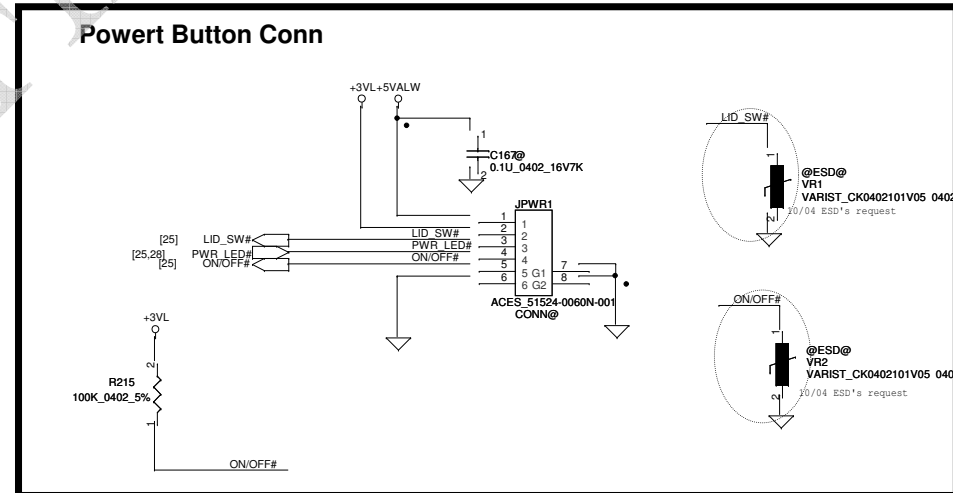 Powert Button Conn
+3VL+5VALW
1
C167@
0.1U_0402_16V7K
2
JPWR1
1
1
2
LID_SW#
2
3
PWR_LED#
3
4
ON/OFF#
4
5
5 G1
7
6
6 G2
8
ACES_51524-0060N-001
CONN@
[25] LID_SW#
[25,28] PWR_LED#
[25] ON/OFF#
+3VL
2
R215
100K_0402_5%
1
ON/OFF#
LID_SW#
1
@ESD@
VR1
VARIST_CK0402101V05 0402
10/04 ESD's request
2
ON/OFF#
1
@ESD@
VR2
VARIST_CK0402101V05 040
10/04 ESD's request
2